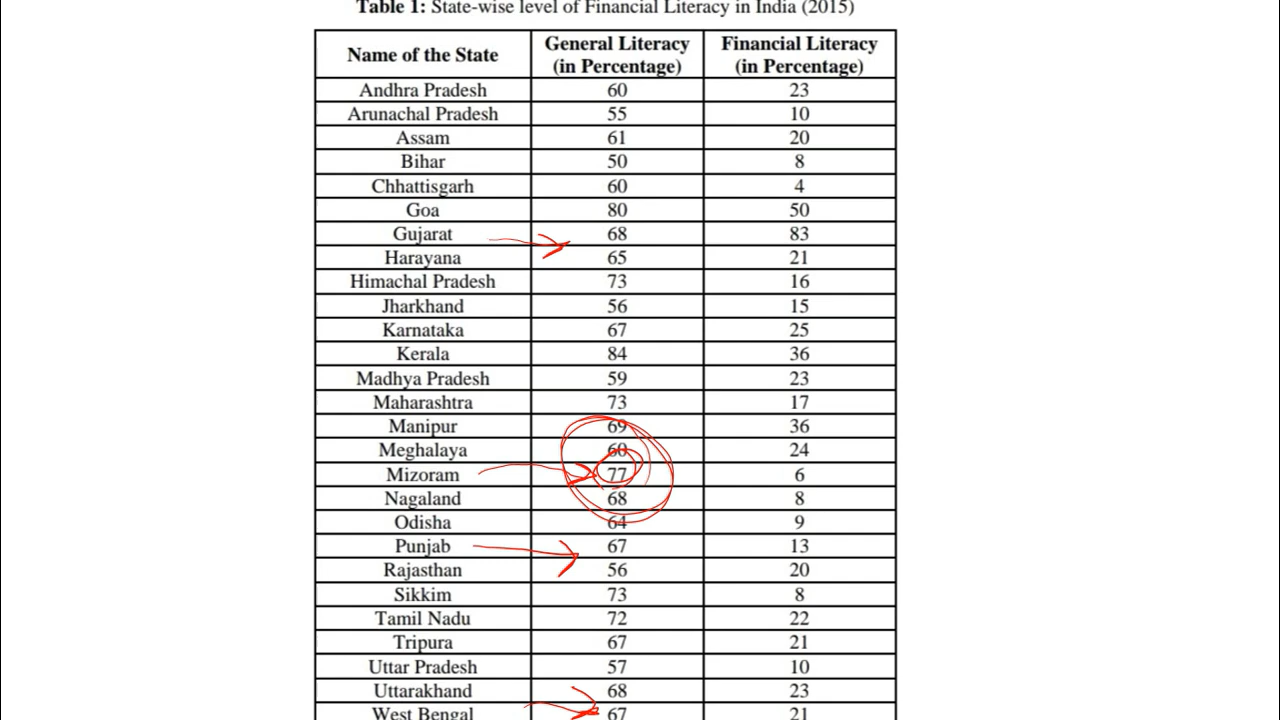 Table 1: State-wise level of Financial Literacy in India (2015)
Name of the State General Literacy (in Percentage) Financial Literacy (in Percentage)
Andhra Pradesh 60 23
Arunachal Pradesh 55 10
Assam 61 20
Bihar 50 8
Chhattisgarh 60 4
Goa 80 50
Gujarat 68 83
Harayana 65 21
Himachal Pradesh 73 16
Jharkhand 56 15
Karnataka 67 25
Kerala 84 36
Madhya Pradesh 59 23
Maharashtra 73 17
Manipur 69 36
Meghalaya 60 24
Mizoram 77 6
Nagaland 68 8
Odisha 64 9
Punjab 67 13
Rajasthan 56 20
Sikkim 73 8
Tamil Nadu 72 22
Tripura 67 21
Uttar Pradesh 57 10
Uttarakhand 68 23
West Bengal 67 21